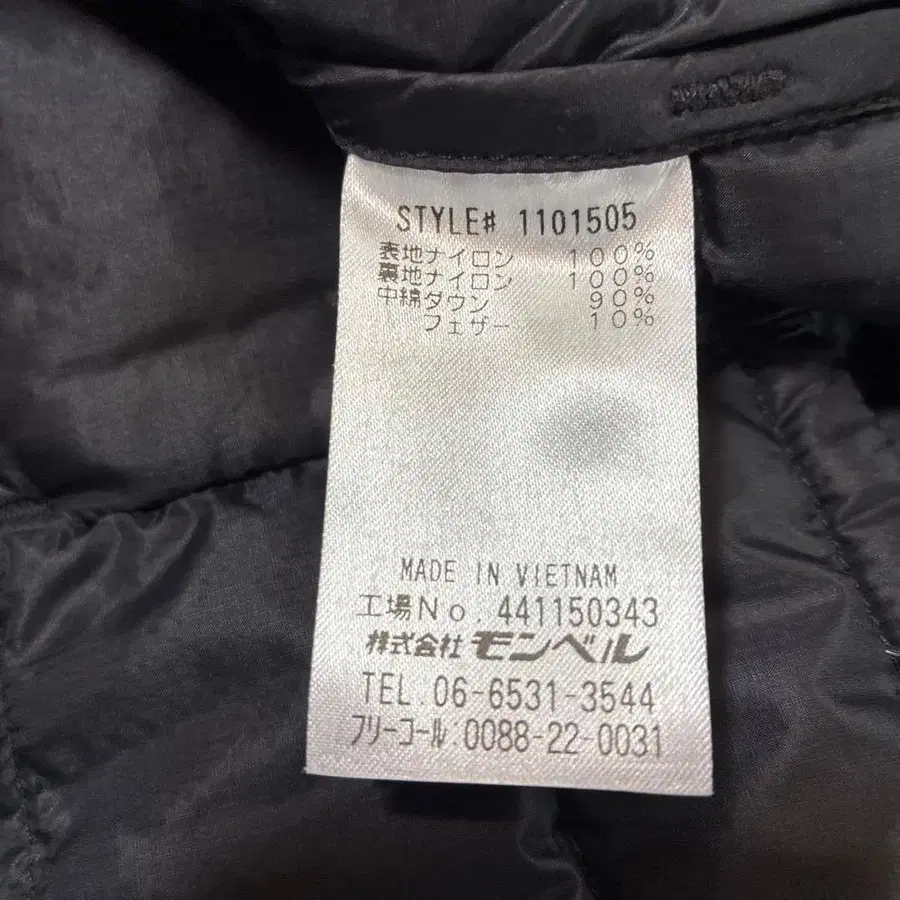 STYLE# 1101505
表地ナイロン 100%
裏地ナイロン 100%
中綿ダウン 90%
フェザー 10%
MADE IN VIETNAM
工場No. 441150343
株式会社 モンベル
TEL. 06-6531-3544
フリーコール:0088-22-0031